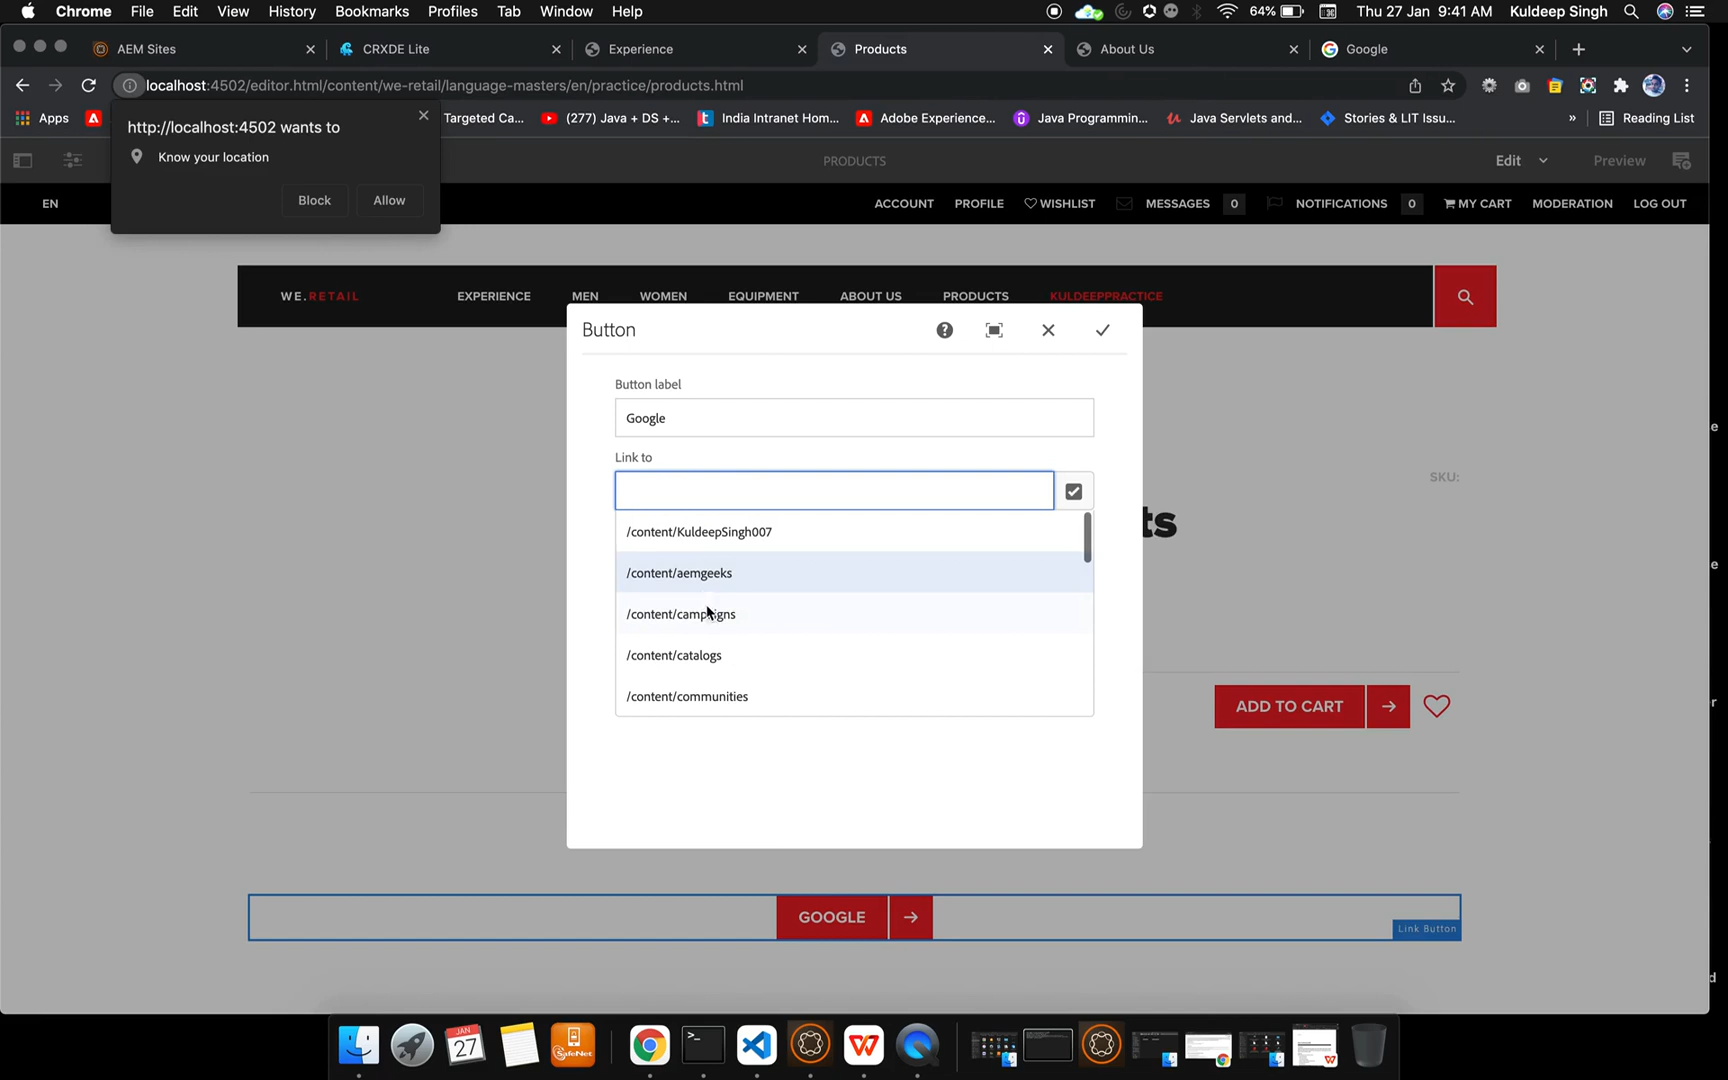 Chrome File Edit View History Bookmarks Profiles Tab Window Help 64% Thu 27 Jan 9:41 AM Kuldeep Singh
AEM Sites CRXDE Lite Experience Products About Us Google
localhost:4502/editor.html/content/we-retail/language-masters/en/practice/products.html
Apps Targeted Ca... (277) Java + DS +... India Intranet Hom... Adobe Experience... Java Programmin... Java Servlets and... Stories & LIT Issu... » Reading List
http://localhost:4502 wants to
Know your location
Block Allow
PRODUCTS Edit Preview
EN ACCOUNT PROFILE WISHLIST MESSAGES 0 NOTIFICATIONS 0 MY CART MODERATION LOG OUT
WE.RETAIL EXPERIENCE MEN WOMEN EQUIPMENT ABOUT US PRODUCTS KULDEEPPRACTICE
Button
Button label
Google
Link to
/content/KuldeepSingh007
/content/aemgeeks
/content/campaigns
/content/catalogs
/content/communities
SKU:
ts
ADD TO CART
GOOGLE
Link Button
JAN
27
SafeNet